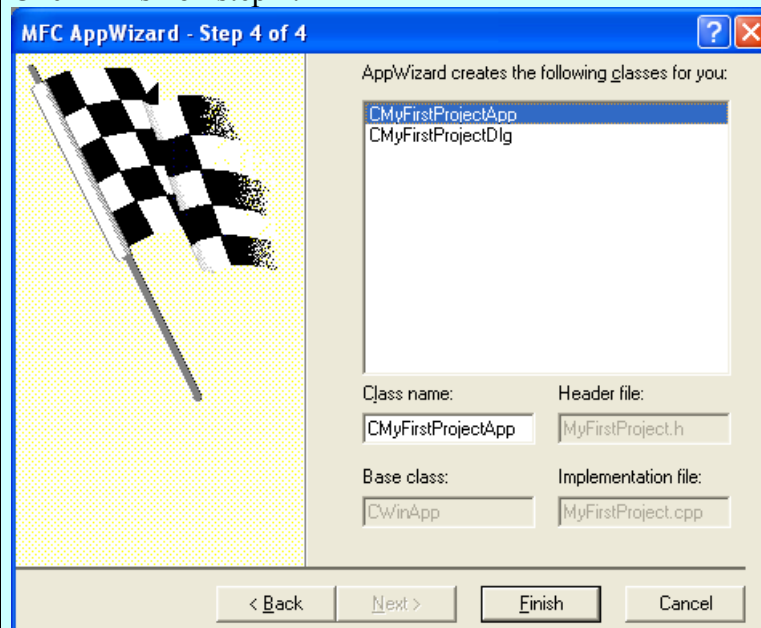 MFC AppWizard - Step 4 of 4
AppWizard creates the following classes for you:
CMyFirstProjectApp
CMyFirstProjectDlg
Class name:
Header file:
CMyFirstProjectApp
MyFirstProject.h
Base class:
Implementation file:
CWinApp
MyFirstProject.cpp
< Back
Next >
Finish
Cancel